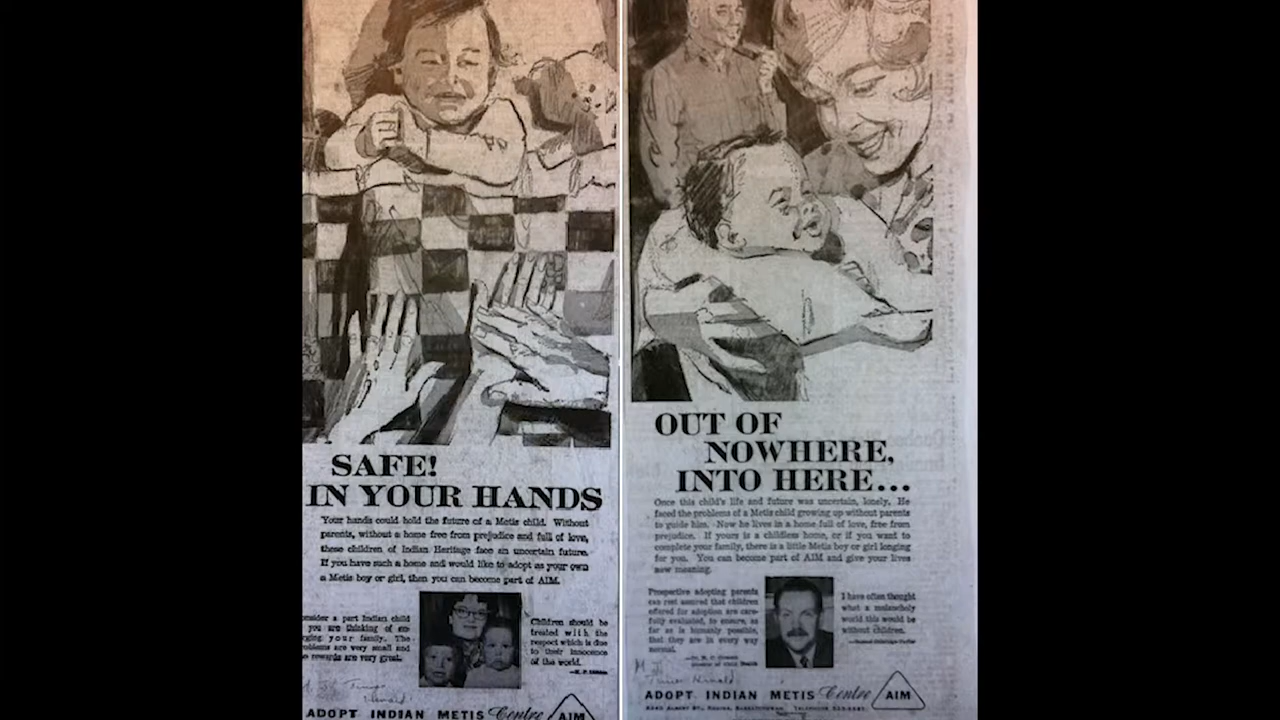 SAFE!
IN YOUR HANDS
Your hands could hold the future of a Metis child. Without
parents, without a home free from prejudice and full of love,
these children of Indian Heritage face an uncertain future.
If you have such a home and would like to adopt as your own
a Metis boy or girl, then you can become part of AIM.
a part Indian child
you are thinking of
your family. The
are very small and
rewards are very great.
Children should be
treated with the
respect which is due
to their innocence
of the world.
Herald
ADOPT INDIAN METIS Centre AIM
OUT OF
NOWHERE,
INTO HERE...
Once this child's life and future was uncertain, lonely. He
faced the problems of a Metis child growing up without parents
to guide him. Now he lives in a home full of love, free from
prejudice. If yours is a childless home, or if you want to
complete your family, there is a little Metis boy or girl longing
for you. You can become part of AIM and give your lives
new meaning.
Prospective adopting parents
can rest assured that children
offered for adoption are care-
fully evaluated, to ensure, as
far as is humanly possible,
that they are in every way
normal.
Director of Child Health
I have often thought
what a melancholy
world this would be
without children.
Herald
ADOPT INDIAN METIS Centre AIM